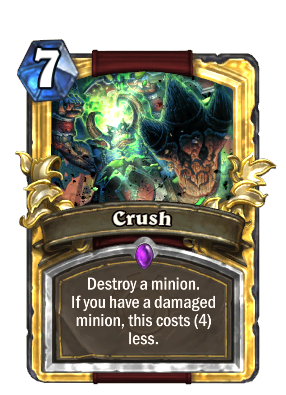 7
Crush
Destroy a minion.
If you have a damaged
minion, this costs (4)
less.